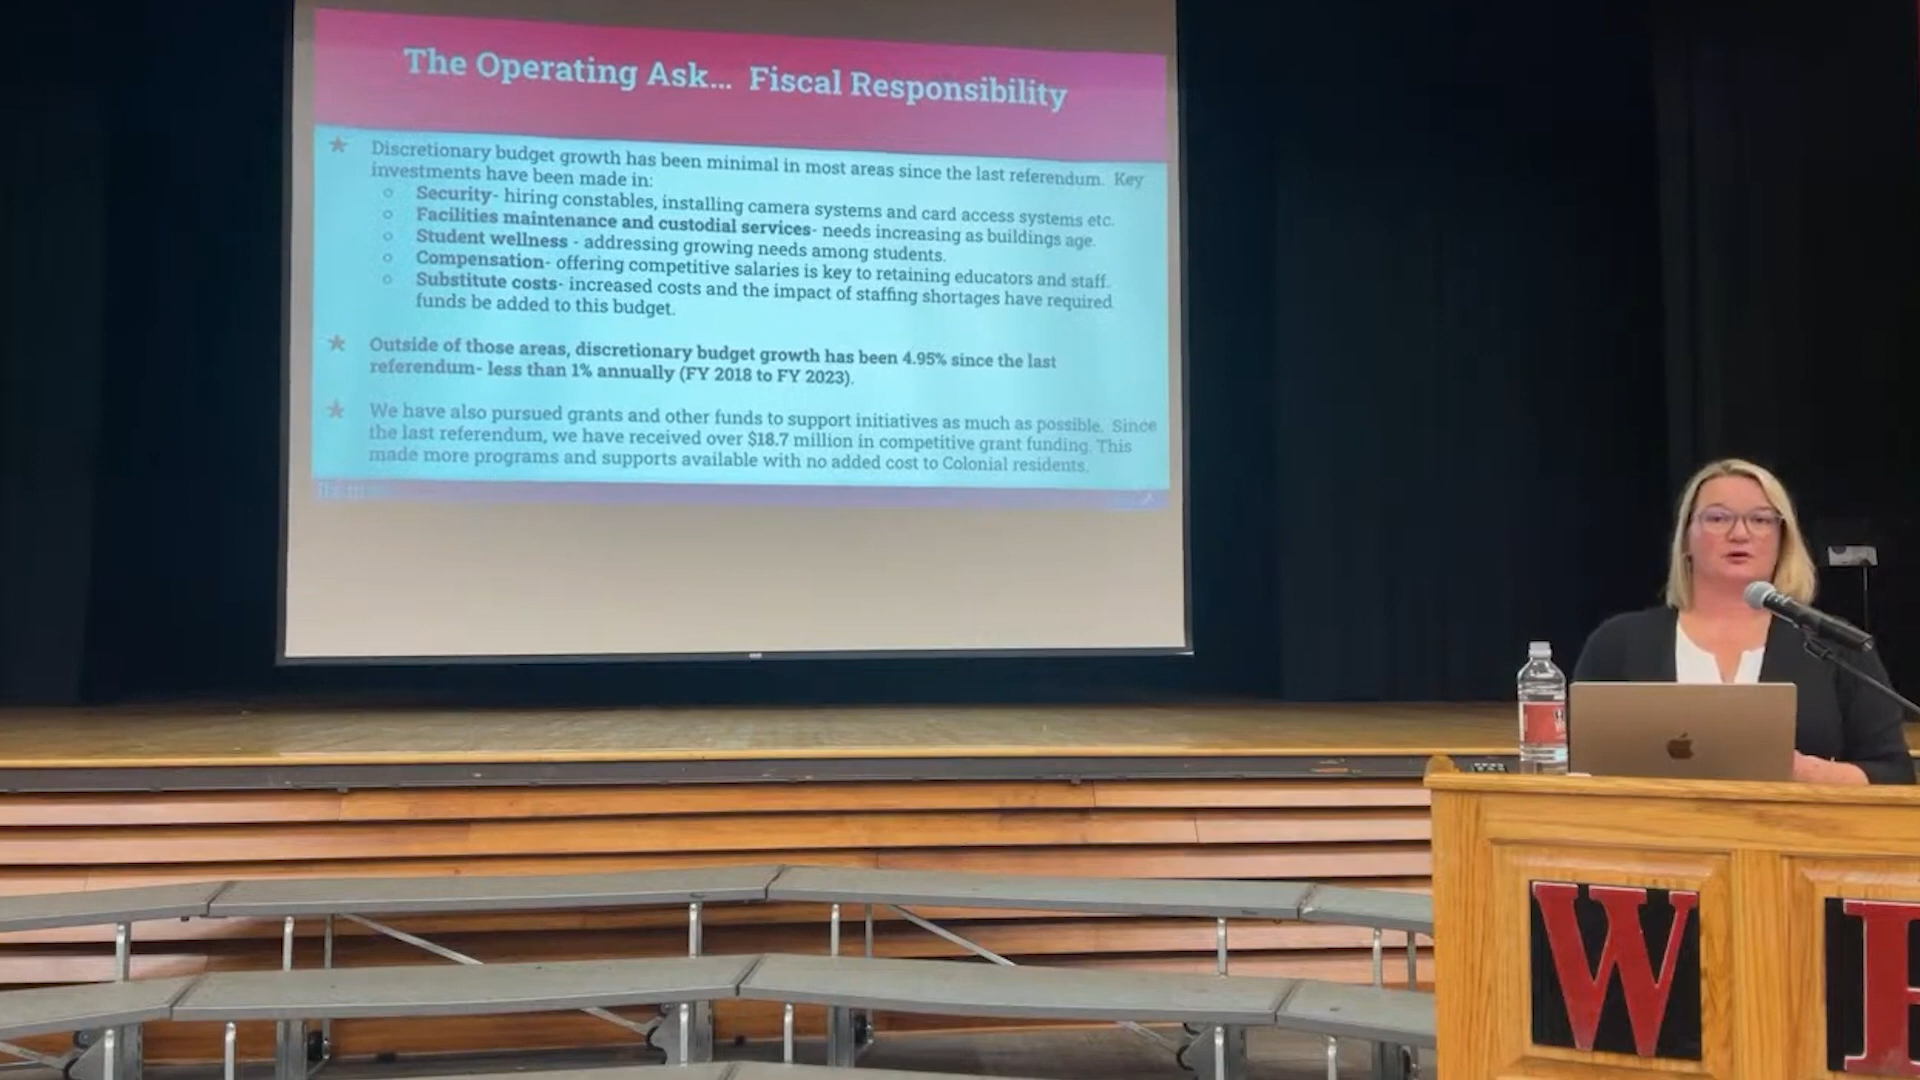 The Operating Ask... Fiscal Responsibility
Discretionary budget growth has been minimal in most areas since the last referendum. Key
investments have been made in:
Security- hiring constables, installing camera systems and card access systems etc.
Facilities maintenance and custodial services- needs increasing as buildings age.
Student wellness - addressing growing needs among students.
Compensation- offering competitive salaries is key to retaining educators and staff.
Substitute costs- increased costs and the impact of staffing shortages have required
funds be added to this budget.
Outside of those areas, discretionary budget growth has been 4.95% since the last
referendum- less than 1% annually (FY 2018 to FY 2023).
We have also pursued grants and other funds to support initiatives as much as possible. Since
the last referendum, we have received over $18.7 million in competitive grant funding. This
made more programs and supports available with no added cost to Colonial residents.
W